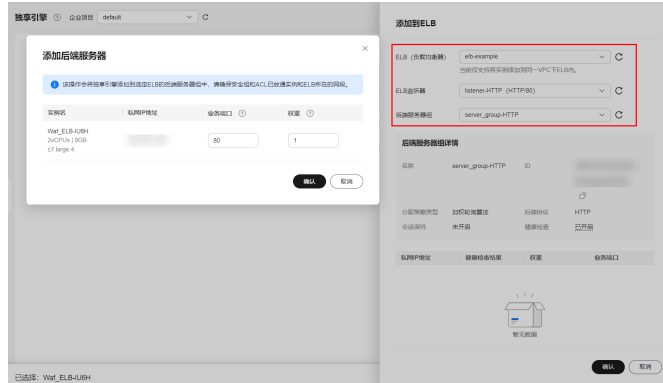 独享引擎 企业项目 default
添加后端服务器
该操作会将独享引擎添加到选定ELB的后端服务器组中，请确保安全组和ACL已放通实例和ELB所在的网段。
实例名 私网IP地址 业务端口 权重
Waf_ELB-IU6H
2vCPUs | 8GB
c7.large.4
80 1
确认 取消
已选择：Waf_ELB-IU6H
添加到ELB
ELB（负载均衡器） elb-example
当前仅支持将实例添加到同一VPC下ELB内。
ELB监听器 listener-HTTP (HTTP/80)
后端服务器组 server_group-HTTP
后端服务器组详情
名称 server_group-HTTP ID
分配策略类型 加权轮询算法 后端协议 HTTP
会话保持 未开启 健康检查 已开启
私网IP地址 健康检查结果 权重 业务端口
暂无数据
确认 取消